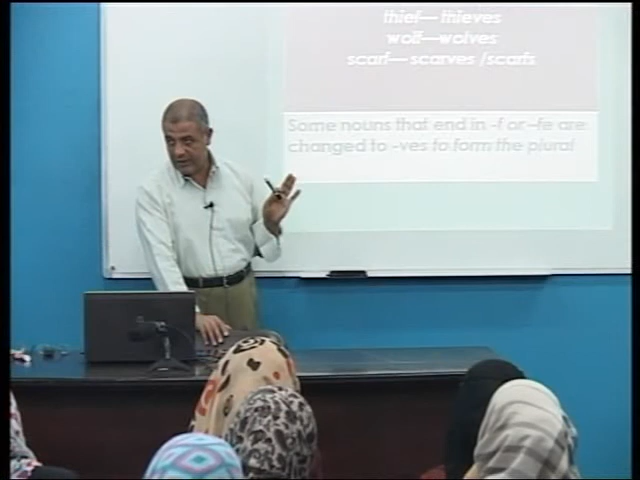 thief—thieves
wolf—wolves
scarf—scarves /scarfs
Some nouns that end in -f or –fe are
changed to -ves to form the plural